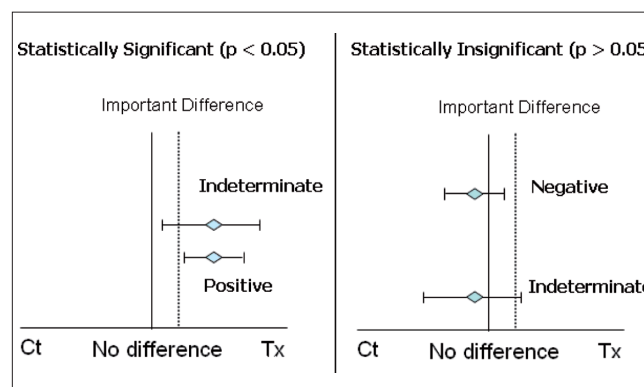 Statistically Significant (p < 0.05)
Important Difference
Indeterminate
Positive
Ct No difference Tx
Statistically Insignificant (p > 0.05
Important Difference
Negative
Indeterminate
Ct No difference Tx